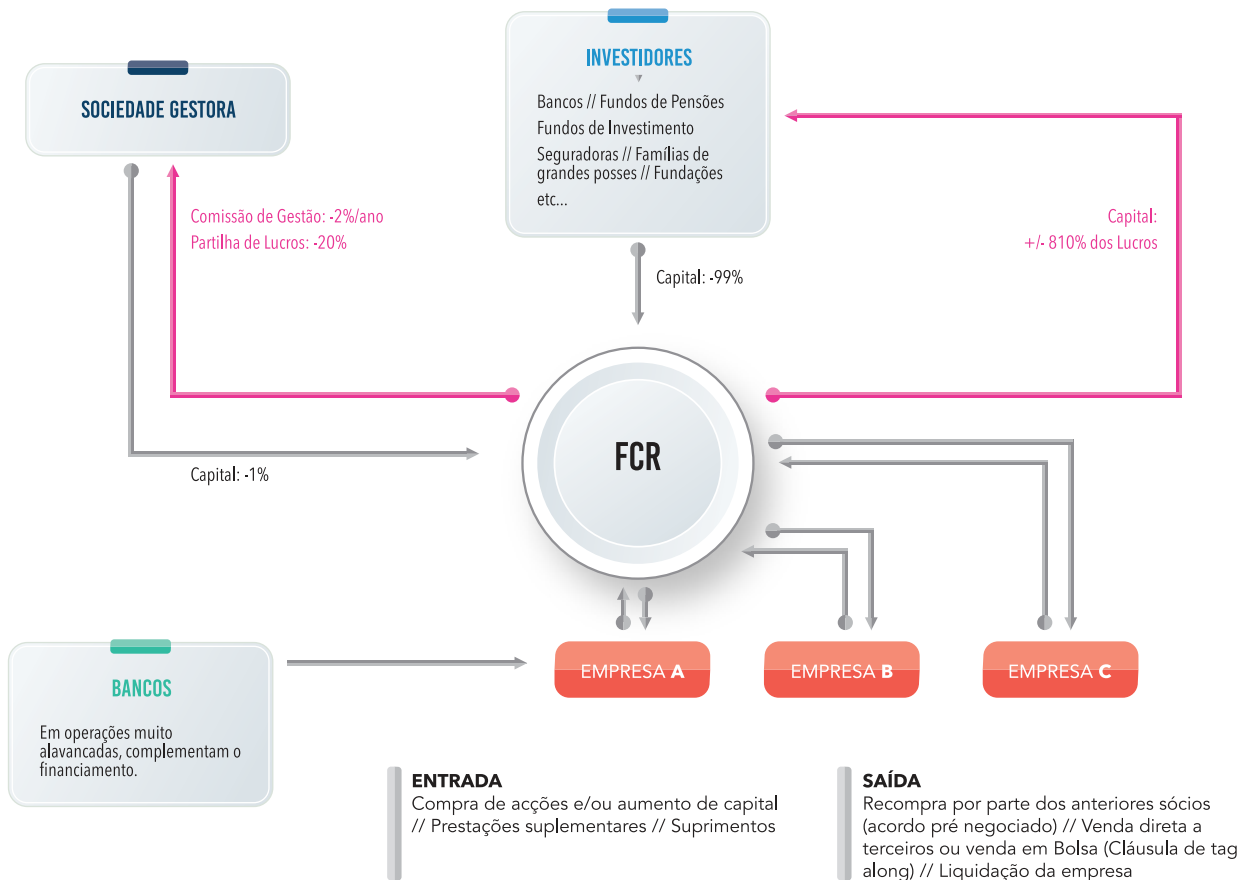 SOCIEDADE GESTORA
INVESTIDORES
Bancos // Fundos de Pensões
Fundos de Investimento
Seguradoras // Famílias de
grandes posses // Fundações
etc...
Comissão de Gestão: -2%/ano
Partilha de Lucros: -20%
Capital:
+/- 810% dos Lucros
Capital: -99%
FCR
Capital: -1%
EMPRESA A
EMPRESA B
EMPRESA C
BANCOS
Em operações muito
alavancadas, complementam o
financiamento.
ENTRADA
Compra de acções e/ou aumento de capital
// Prestações suplementares // Suprimentos
SAÍDA
Recompra por parte dos anteriores sócios
(acordo pré negociado) // Venda direta a
terceiros ou venda em Bolsa (Cláusula de tag
along) // Liquidação da empresa